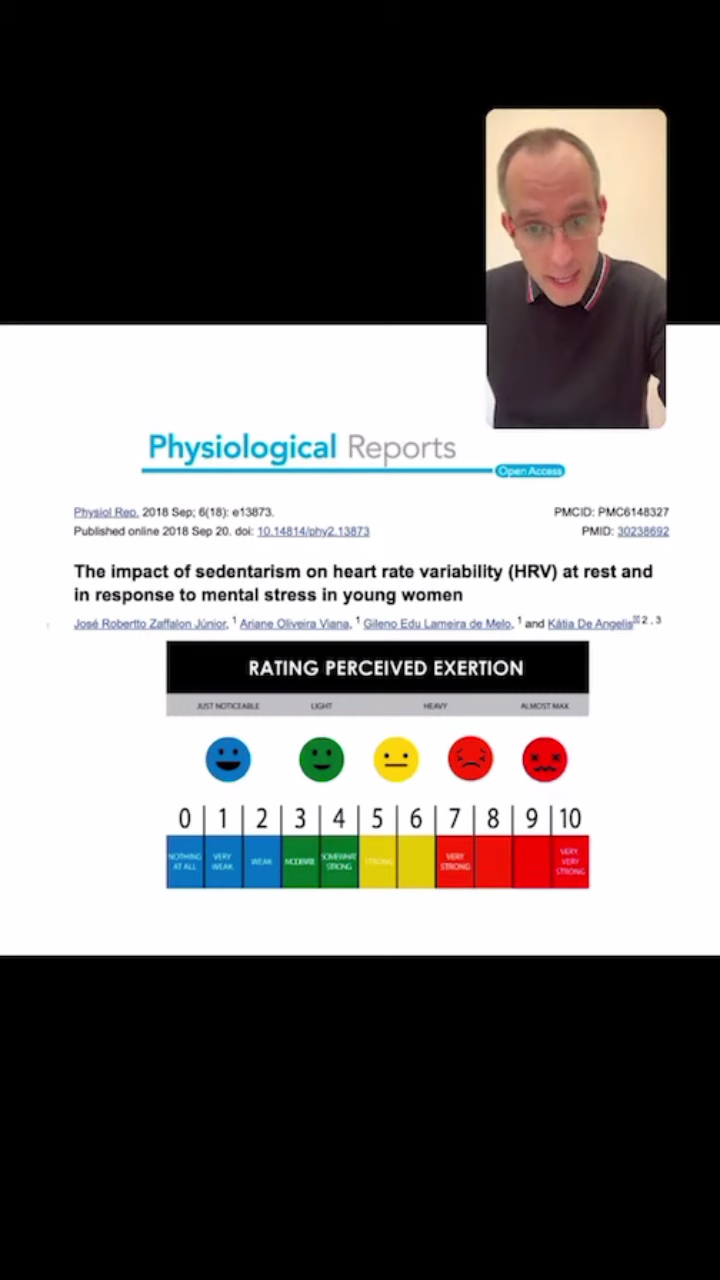 Physiological Reports
Open Access
Physiol Rep. 2018 Sep; 6(18): e13873.
PMCID: PMC6148327
Published online 2018 Sep 20. doi: 10.14814/phy2.13873
PMID: 30238692
The impact of sedentarism on heart rate variability (HRV) at rest and
in response to mental stress in young women
José Robertto Zaffalon Júnior, 1 Ariane Oliveira Viana, 1 Gileno Edu Lameira de Melo, 1 and Kátia De Angelis✉ 2, 3
RATING PERCEIVED EXERTION
JUST NOTICEABLE LIGHT HEAVY ALMOST MAX
0 1 2 3 4 5 6 7 8 9 10
NOTHING AT ALL
VERY WEAK
WEAK
MODERATE
SOMEWHAT STRONG
STRONG
VERY STRONG
VERY, VERY STRONG